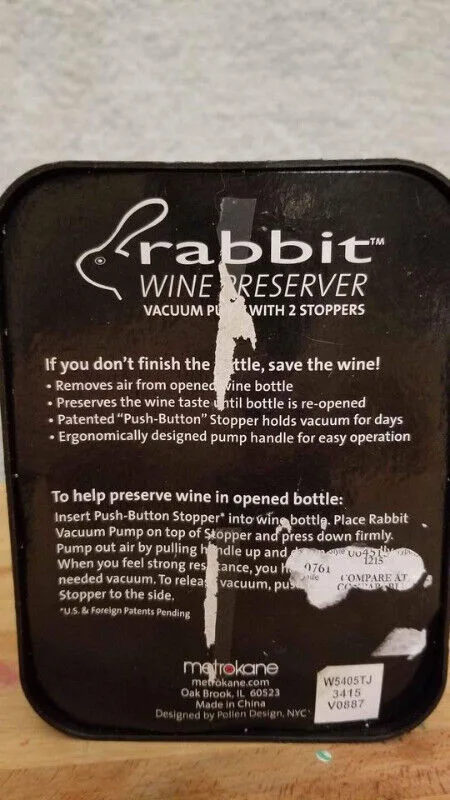 rabbit™
WINE PRESERVER
VACUUM PUMP WITH 2 STOPPERS
If you don't finish the bottle, save the wine!
• Removes air from opened wine bottle
• Preserves the wine taste until bottle is re-opened
• Patented "Push-Button" Stopper holds vacuum for days
• Ergonomically designed pump handle for easy operation
To help preserve wine in opened bottle:
Insert Push-Button Stopper* into wine bottle. Place Rabbit
Vacuum Pump on top of Stopper and press down firmly.
Pump out air by pulling handle up and
When you feel strong resistance, you
needed vacuum. To release vacuum,
Stopper to the side.
*U.S. & Foreign Patents Pending
1215
0761
COMPARE AT
metrokane
metrokane.com
Oak Brook, IL 60523
Made in China
Designed by Pollen Design, NYC
W5405TJ
3415
V0887